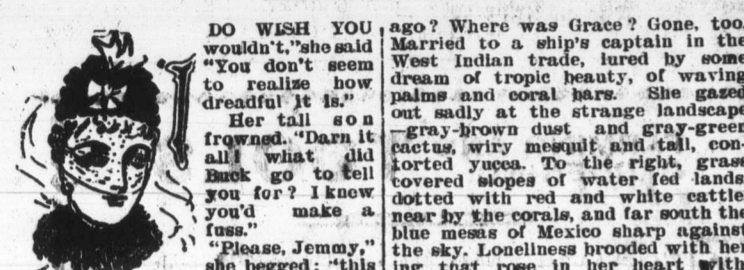 I DO WISH YOU
wouldn't," she said
"You don't seem
to realize how
dreadful it is."
Her tall son
frowned. "Darn it
all! what did
Buck go to tell
you for? I knew
you'd make a
fuss."
"Please, Jemmy,"
she begged: "this
ago? Where was Grace? Gone, too.
Married to a ship's captain in the
West Indian trade, lured by some
dream of tropic beauty, of waving
palms and coral bars. She gazed
out sadly at the strange landscape
—gray-brown dust and gray-green
cactus, wiry mesquit and tall, con-
torted yucca. To the right, grass
covered slopes of water fed lands
dotted with red and white cattle
near by the corals, and far south the
blue mesas of Mexico sharp against
the sky. Loneliness brooded with her
ing that rose in her heart with